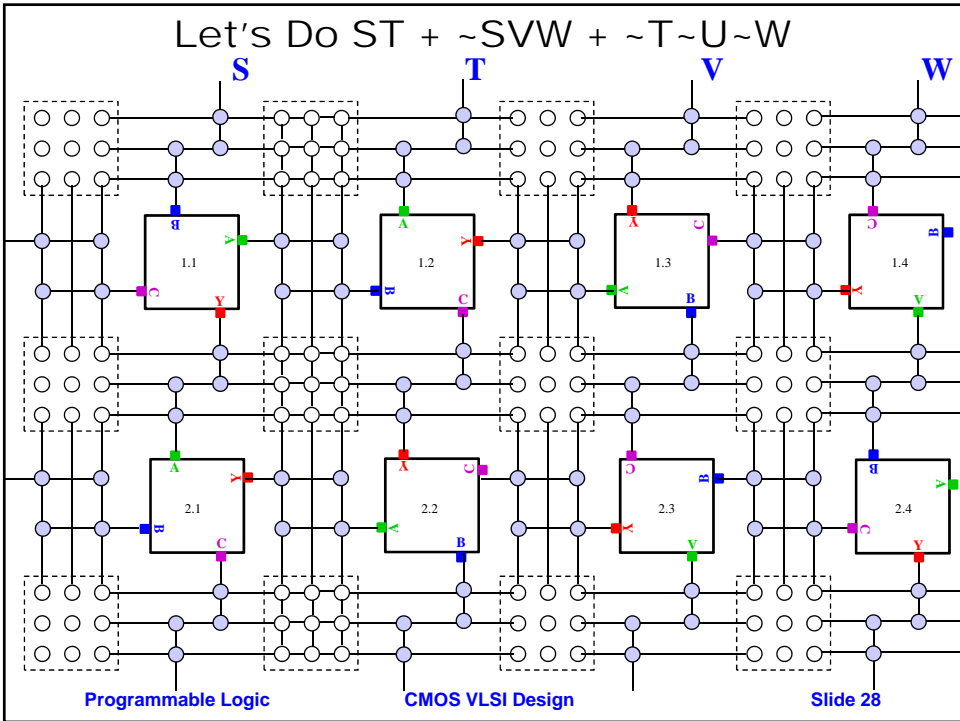 Let's Do ST + ~SVW + ~T~U~W
S T V W
B A Y C
1.1 A 1.2 Y 1.3 C 1.4 B
C Y B C A B Y A
A Y C B
2.1 Y 2.2 C 2.3 B 2.4 A
B C A B Y A C Y
Programmable Logic CMOS VLSI Design Slide 28